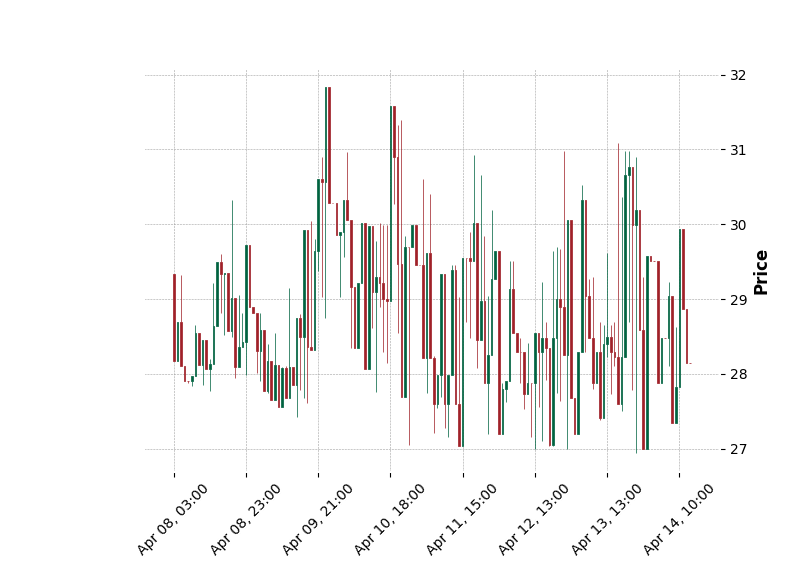 32
31
30
29
28
27
Price
Apr 08, 03:00
Apr 08, 23:00
Apr 09, 21:00
Apr 10, 18:00
Apr 11, 15:00
Apr 12, 13:00
Apr 13, 13:00
Apr 14, 10:00